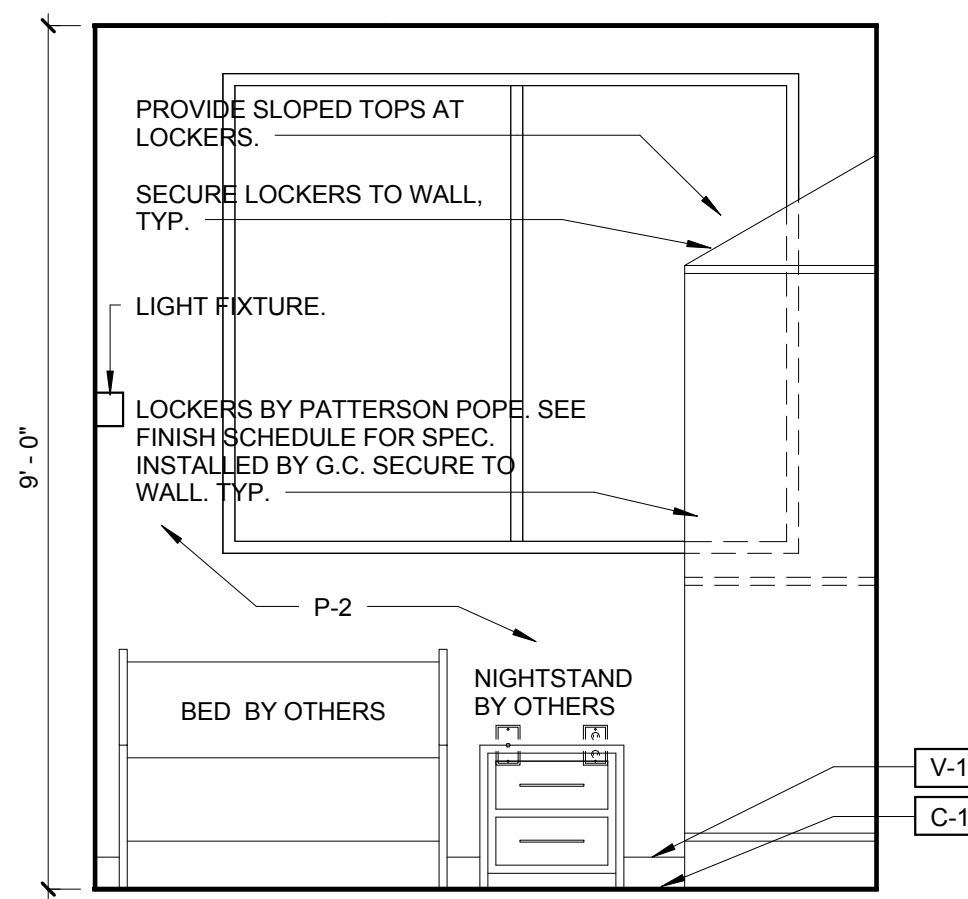 PROVIDE SLOPED TOPS AT
LOCKERS.
SECURE LOCKERS TO WALL,
TYP.
LIGHT FIXTURE.
LOCKERS BY PATTERSON POPE. SEE
FINISH SCHEDULE FOR SPEC.
INSTALLED BY G.C. SECURE TO
WALL. TYP.
9' - 0"
P-2
NIGHTSTAND
BY OTHERS
BED BY OTHERS
V-1
C-1